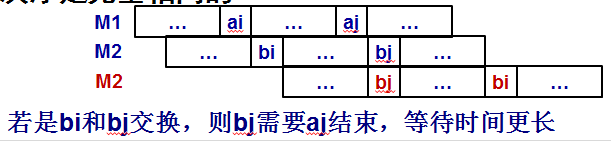 M1 … ai … aj …
M2 … bi … bj …
M2 … bj … bi …
若是bi和bj交换，则bj需要aj结束，等待时间更长